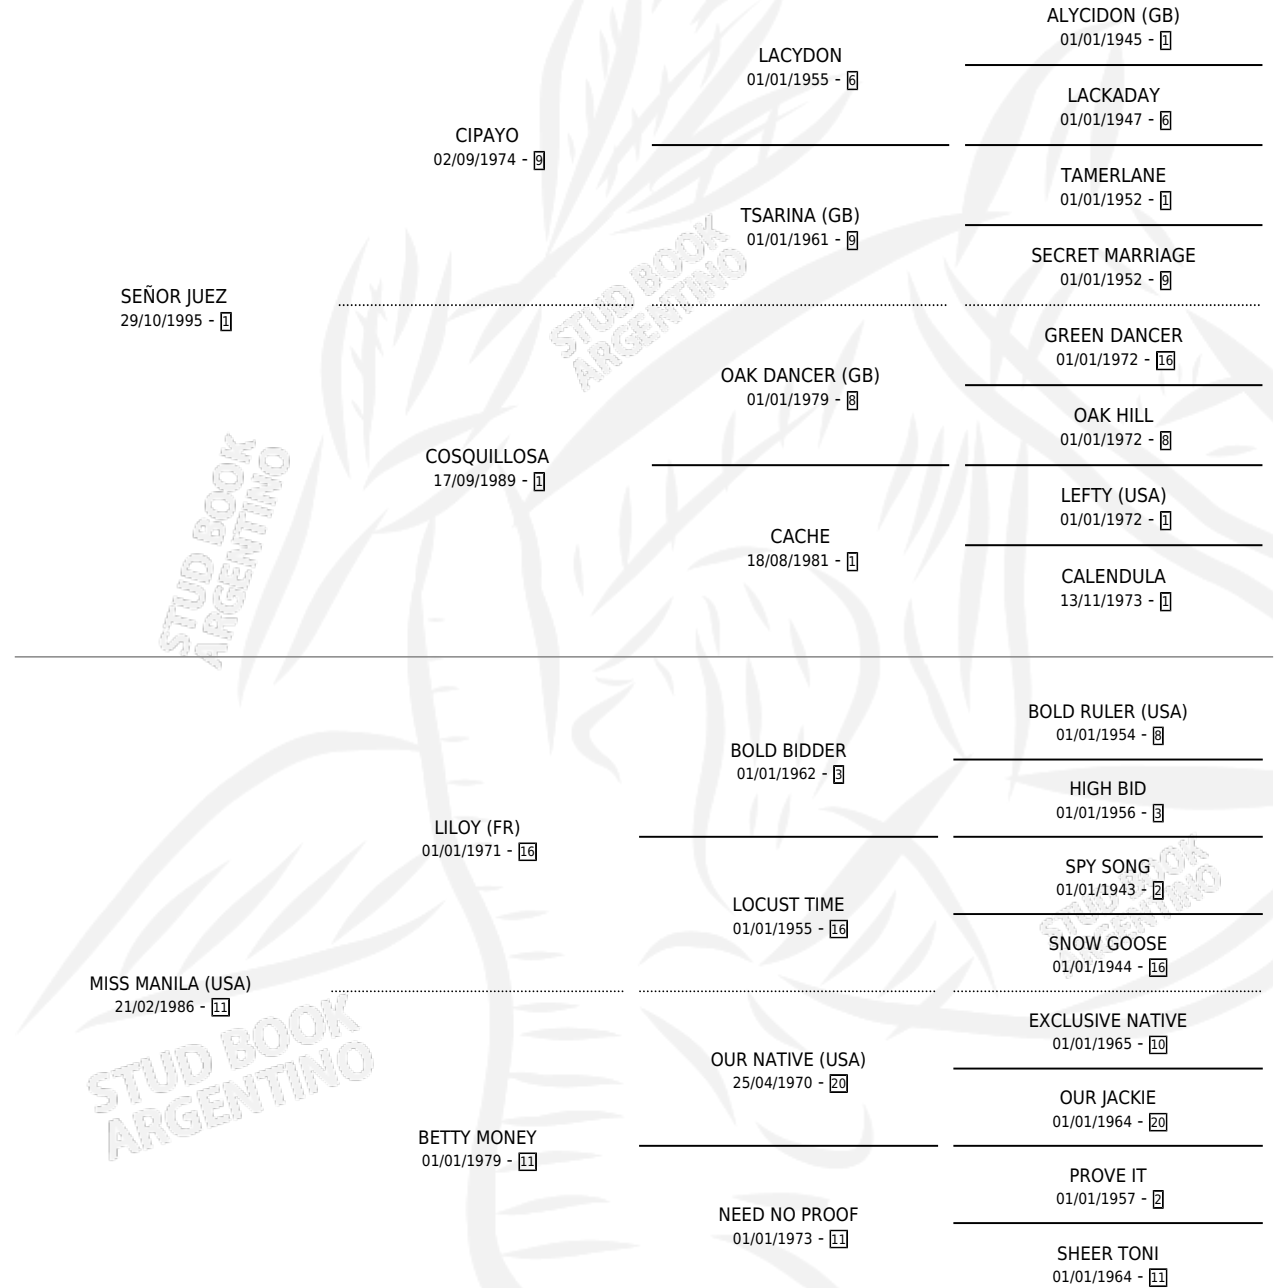 ALYCIDON (GB)
01/01/1945 - 1
LACYDON
01/01/1955 - 6
LACKADAY
01/01/1947 - 6
CIPAYO
02/09/1974 - 9
TAMERLANE
01/01/1952 - 1
TSARINA (GB)
01/01/1961 - 9
SECRET MARRIAGE
01/01/1952 - 9
SEÑOR JUEZ
29/10/1995 - 1
STUD BOOK
ARGENTINO
GREEN DANCER
01/01/1972 - 16
OAK DANCER (GB)
01/01/1979 - 8
OAK HILL
01/01/1972 - 8
COSQUILLOSA
17/09/1989 - 1
LEFTY (USA)
01/01/1972 - 1
CACHE
18/08/1981 - 1
CALENDULA
13/11/1973 - 1
STUD BOOK
ARGENTINO
BOLD RULER (USA)
01/01/1954 - 8
BOLD BIDDER
01/01/1962 - 3
HIGH BID
01/01/1956 - 3
LILOY (FR)
01/01/1971 - 16
SPY SONG
01/01/1943 - 2
LOCUST TIME
01/01/1955 - 16
SNOW GOOSE
01/01/1944 - 16
STUD BOOK
ARGENTINO
MISS MANILA (USA)
21/02/1986 - 11
EXCLUSIVE NATIVE
01/01/1965 - 10
OUR NATIVE (USA)
25/04/1970 - 20
OUR JACKIE
01/01/1964 - 20
STUD BOOK
ARGENTINO
BETTY MONEY
01/01/1979 - 11
PROVE IT
01/01/1957 - 2
NEED NO PROOF
01/01/1973 - 11
SHEER TONI
01/01/1964 - 11